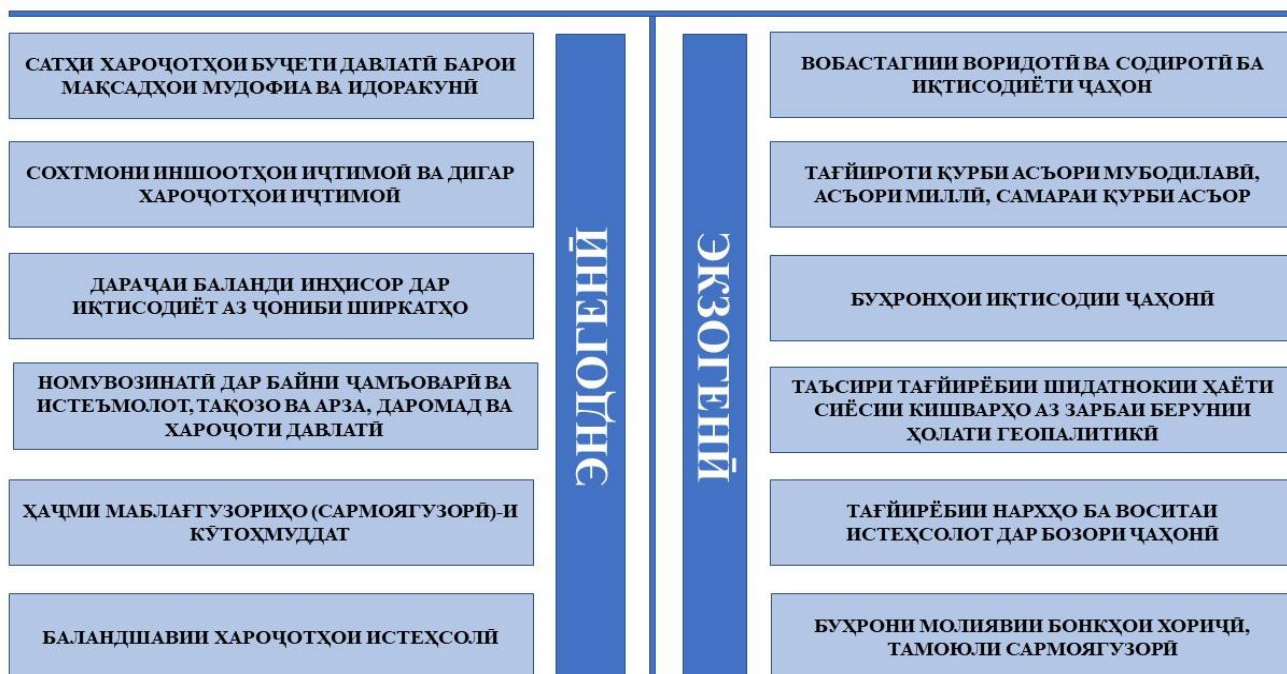 САТҲИ ХАРОҶОТҲОИ БУҶЕТИ ДАВЛАТӢ БАРОИ
МАҚСАДҲОИ МУДОФИА ВА ИДОРАКУНӢ
СОХТМОНИ ИНШООТҲОИ ИҶТИМОӢ ВА ДИГАР
ХАРОҶОТҲОИ ИҶТИМОӢ
ДАРАҶАИ БАЛАНДИ ИНҲИСОР ДАР
ИҚТИСОДИЁТ АЗ ҶОНИБИ ШИРКАТҲО
НОМУВОЗИНАТӢ ДАР БАЙНИ ҶАМЪОВАРӢ ВА
ИСТЕЪМОЛОТ, ТАҚОЗО ВА АРЗА, ДАРОМАД ВА
ХАРОҶОТИ ДАВЛАТӢ
ҲАҶМИ МАБЛАҒГУЗОРИҲО (САРМОЯГУЗОРӢ)-И
КӮТОҲМУДДАТ
БАЛАНДШАВИИ ХАРОҶОТҲОИ ИСТЕҲСОЛӢ
ЭНДОГЕНӢ
ЭКЗОГЕНӢ
ВОБАСТАГИИИ ВОРИДОТӢ ВА СОДИРОТӢ БА
ИҚТИСОДИЁТИ ҶАҲОН
ТАҒЙИРОТИ ҚУРБИ АСЪОРИ МУБОДИЛАВӢ,
АСЪОРИ МИЛЛӢ, САМАРАИ ҚУРБИ АСЪОР
БУҲРОНҲОИ ИҚТИСОДИИ ҶАҲОНӢ
ТАЪСИРИ ТАҒЙИРЁБИИ ШИДАТНОКИИ ҲАЁТИ
СИЁСИИ КИШВАРҲО АЗ ЗАРБАИ БЕРУНИИ
ҲОЛАТИ ГЕОПАЛИТИКӢ
ТАҒЙИРЁБИИ НАРХҲО БА ВОСИТАИ
ИСТЕҲСОЛОТ ДАР БОЗОРИ ҶАҲОНӢ
БУҲРОНИ МОЛИЯВИИ БОНКҲОИ ХОРИҶӢ,
ТАМОЮЛИ САРМОЯГУЗОРӢ